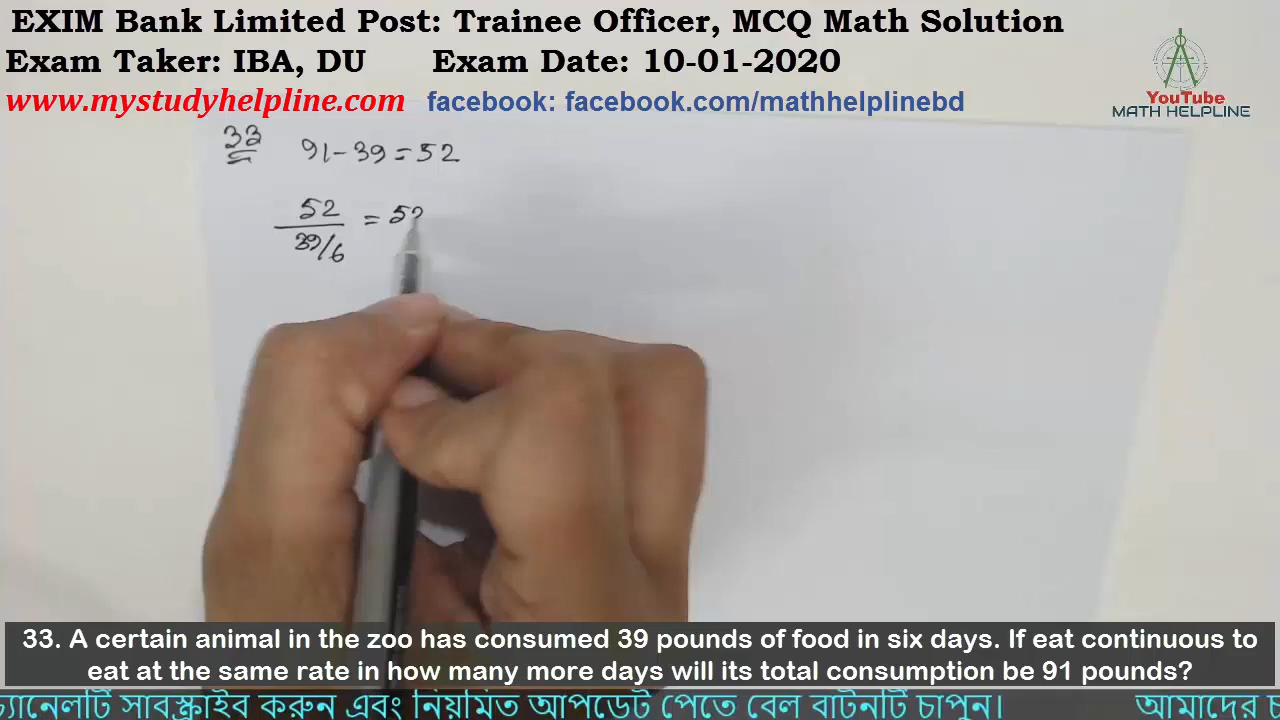 EXIM Bank Limited Post: Trainee Officer, MCQ Math Solution
Exam Taker: IBA, DU Exam Date: 10-01-2020
www.mystudyhelpline.com facebook: facebook.com/mathhelplinebd
YouTube
MATH HELPLINE
33 91-39=52
52
39/6
= 52
33. A certain animal in the zoo has consumed 39 pounds of food in six days. If eat continuous to
eat at the same rate in how many more days will its total consumption be 91 pounds?
চ্যানেলটি সাবস্ক্রাইব করুন এবং নিয়মিত আপডেট পেতে বেল বাটনটি চাপুন। আমাদের